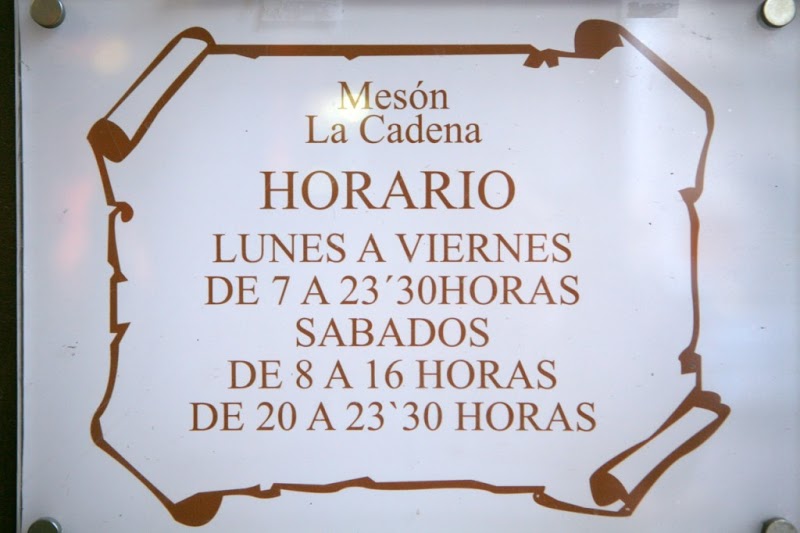 Mesón
La Cadena
HORARIO
LUNES A VIERNES
DE 7 A 23´30HORAS
SABADOS
DE 8 A 16 HORAS
DE 20 A 23`30 HORAS